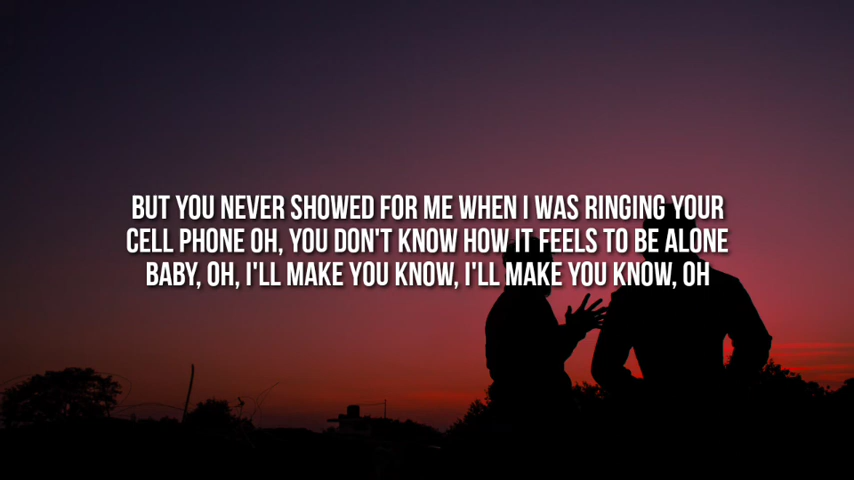 BUT YOU NEVER SHOWED FOR ME WHEN I WAS RINGING YOUR
CELL PHONE OH, YOU DON'T KNOW HOW IT FEELS TO BE ALONE
BABY, OH, I'LL MAKE YOU KNOW, I'LL MAKE YOU KNOW, OH